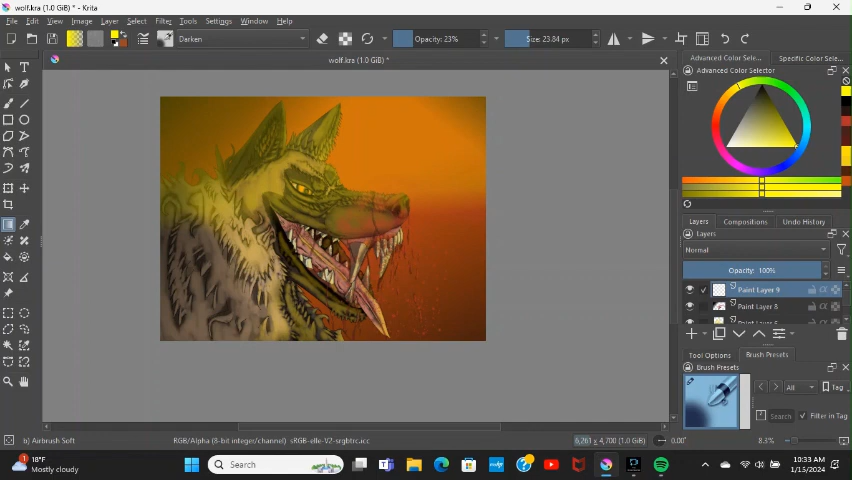 wolf.kra (1.0 GiB) * - Krita
File Edit View Image Layer Select Filter Tools Settings Window Help
Darken Opacity: 23% Size: 23.84 px
wolf.kra (1.0 GiB) *
Advanced Color Sele... Specific Color Sele...
Advanced Color Selector
Layers Compositions Undo History
Layers
Normal
Opacity: 100%
Paint Layer 9
Paint Layer 8
Tool Options Brush Presets
Brush Presets
All Tag
Search Filter in Tag
b) Airbrush Soft RGB/Alpha (8-bit integer/channel) sRGB-elle-V2-srgbtrc.icc 6,261 x 4,700 (1.0 GiB) 0.00° 8.3%
1 18°F
Mostly cloudy
Search
10:33 AM
1/15/2024